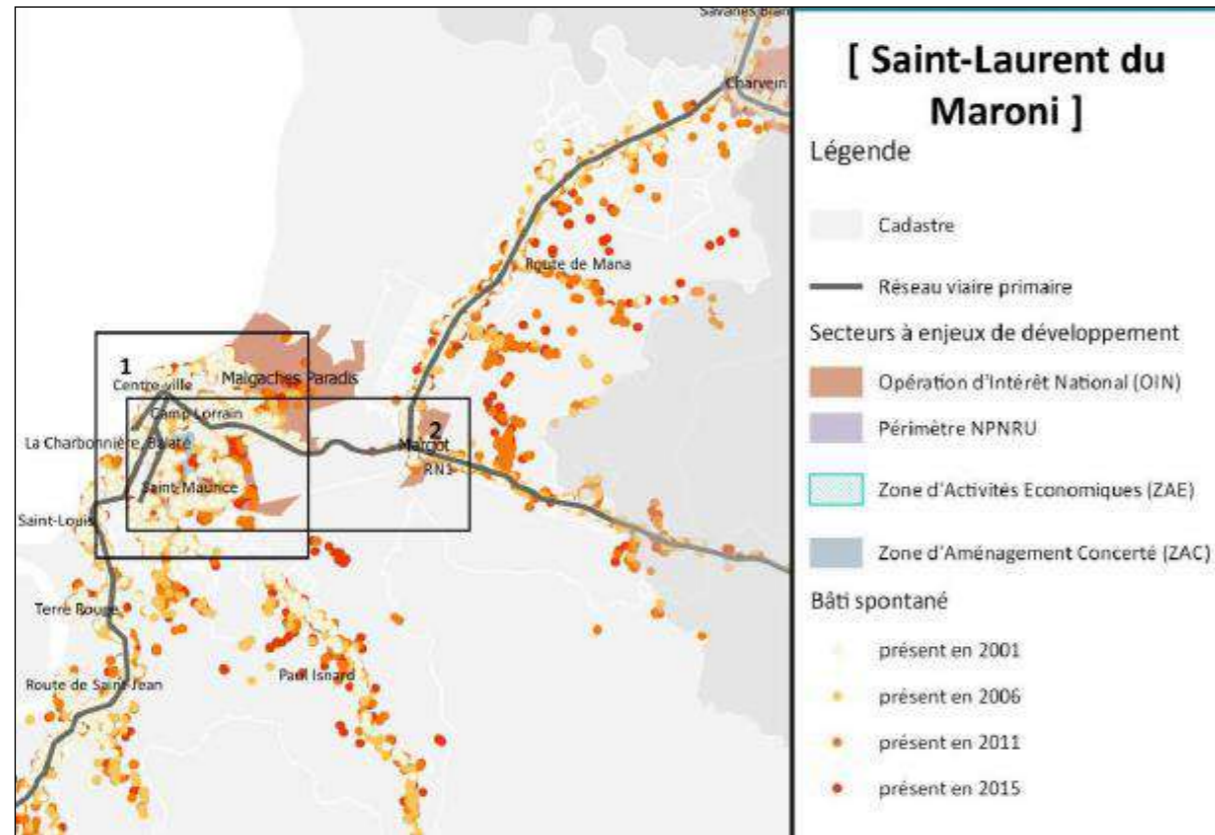 Savanes Blan
Charvein
Route de Mana
1
Centre-ville
Malgaches Paradis
Camp Lorrain
La Charbonnière, Balaté
2
Margot
RN1
Saint-Maurice
Saint-Louis
Terre Rouge
Route de Saint-Jean
Paul Isnard
[ Saint-Laurent du
Maroni ]
Légende
Cadastre
Réseau viaire primaire
Secteurs à enjeux de développement
Opération d'Intérêt National (OIN)
Périmètre NPNRU
Zone d'Activités Economiques (ZAE)
Zone d'Aménagement Concerté (ZAC)
Bâti spontané
présent en 2001
présent en 2006
présent en 2011
présent en 2015